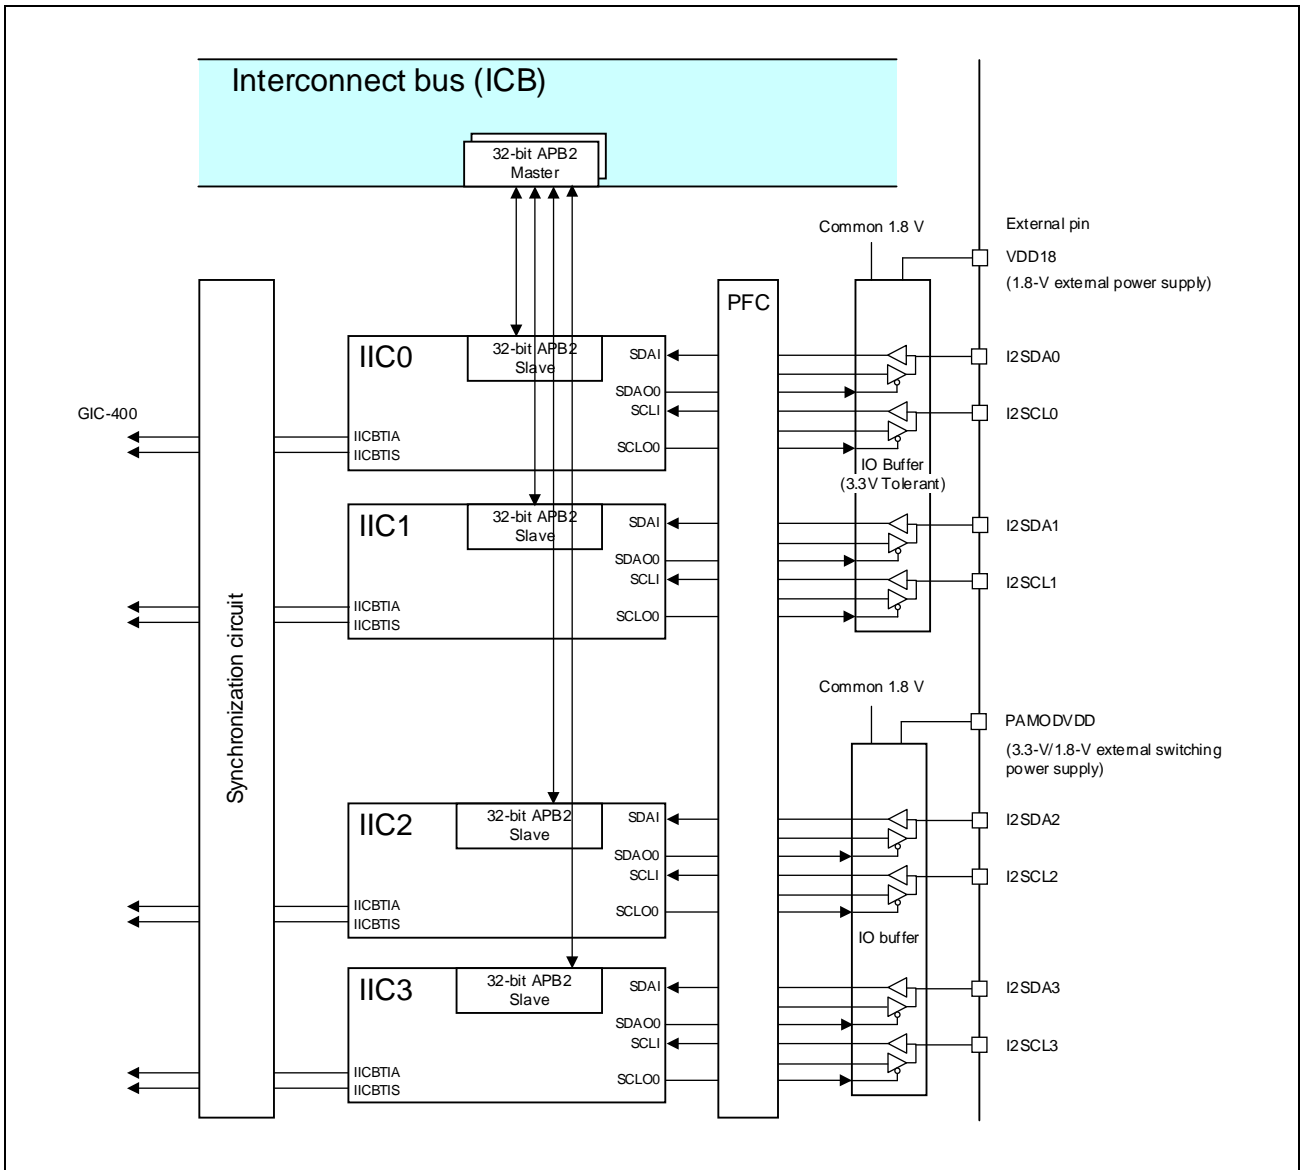 Interconnect bus (ICB)
32-bit APB2
Master
Common 1.8 V
External pin
VDD18
(1.8-V external power supply)
PFC
IIC0
32-bit APB2
Slave
SDAI
SDAO0
SCLI
SCLO0
IICBTIA
IICBTIS
GIC-400
I2SDA0
I2SCL0
IO Buffer
(3.3V Tolerant)
IIC1
32-bit APB2
Slave
SDAI
SDAO0
SCLI
SCLO0
IICBTIA
IICBTIS
I2SDA1
I2SCL1
Synchronization circuit
Common 1.8 V
PAMODVDD
(3.3-V/1.8-V external switching
power supply)
IIC2
32-bit APB2
Slave
SDAI
SDAO0
SCLI
SCLO0
IICBTIA
IICBTIS
I2SDA2
I2SCL2
IO buffer
IIC3
32-bit APB2
Slave
SDAI
SDAO0
SCLI
SCLO0
IICBTIA
IICBTIS
I2SDA3
I2SCL3